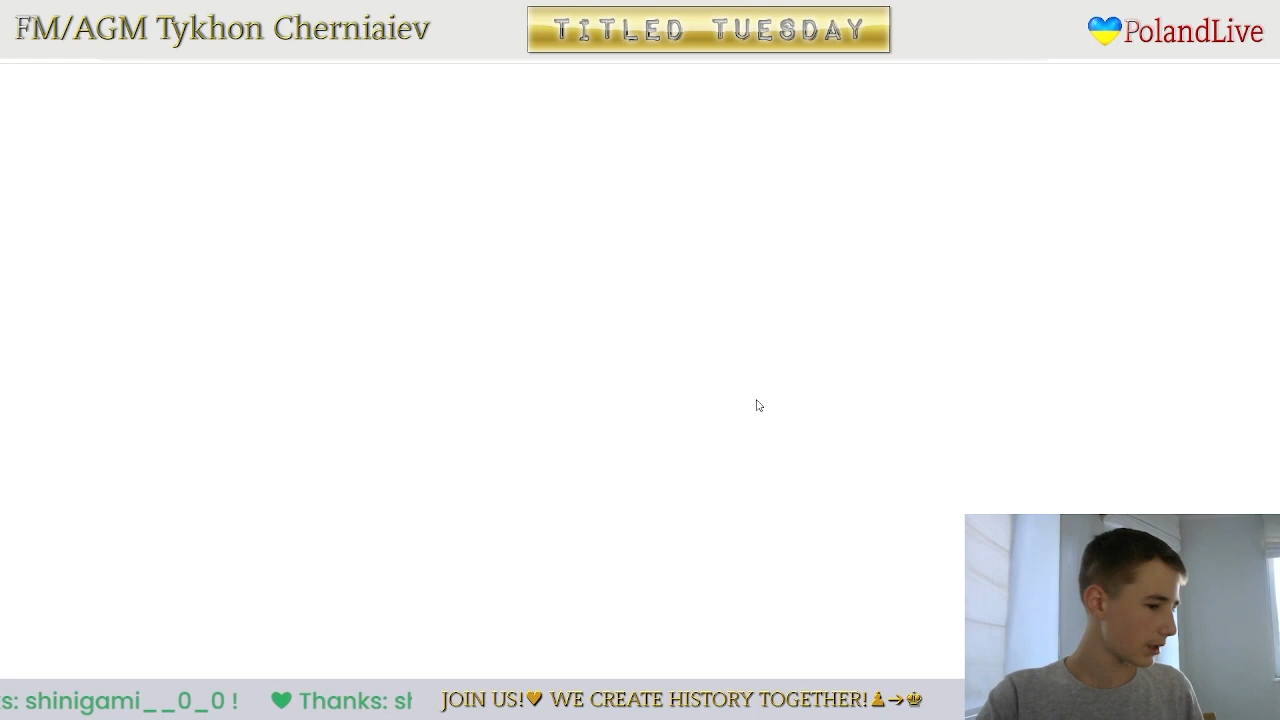 FM/AGM Tykhon Cherniaiev
TITLED TUESDAY
PolandLive
shinigami__0_0 !
Thanks:
JOIN US! WE CREATE HISTORY TOGETHER!